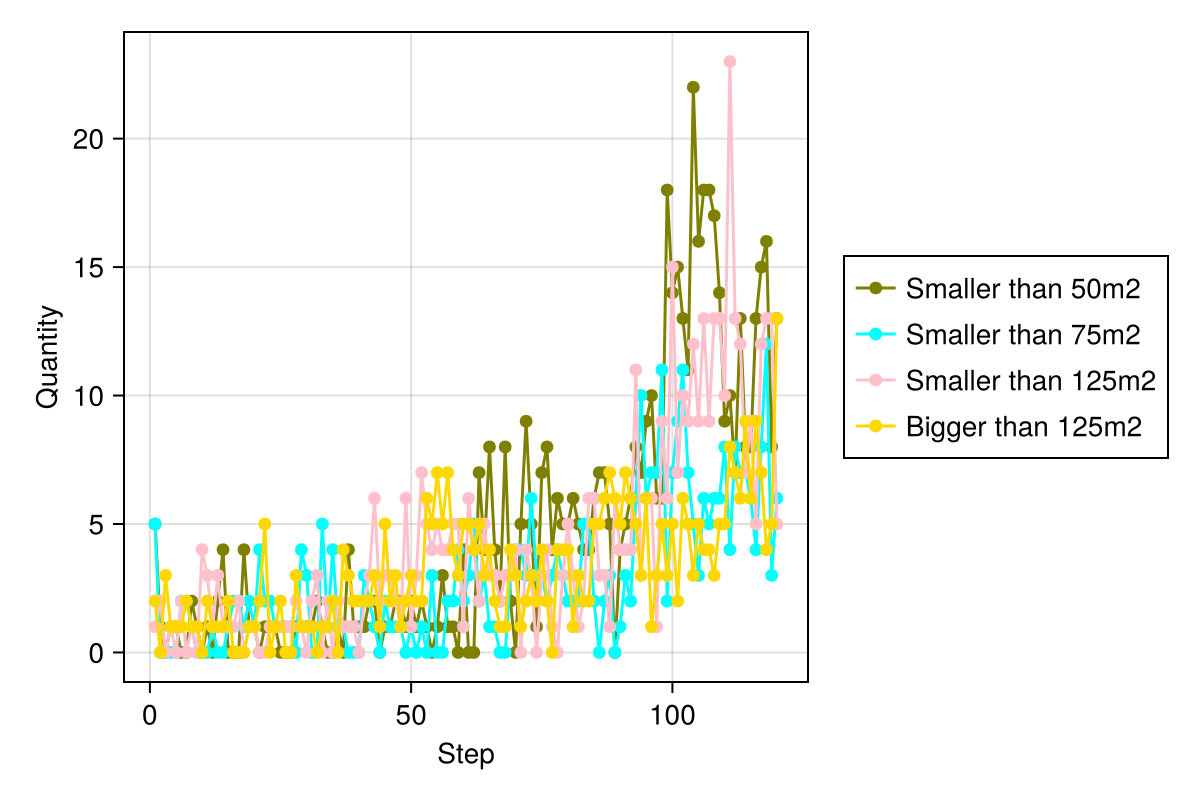 20
15
10
5
0
Quantity
0 50 100
Step
Smaller than 50m2
Smaller than 75m2
Smaller than 125m2
Bigger than 125m2